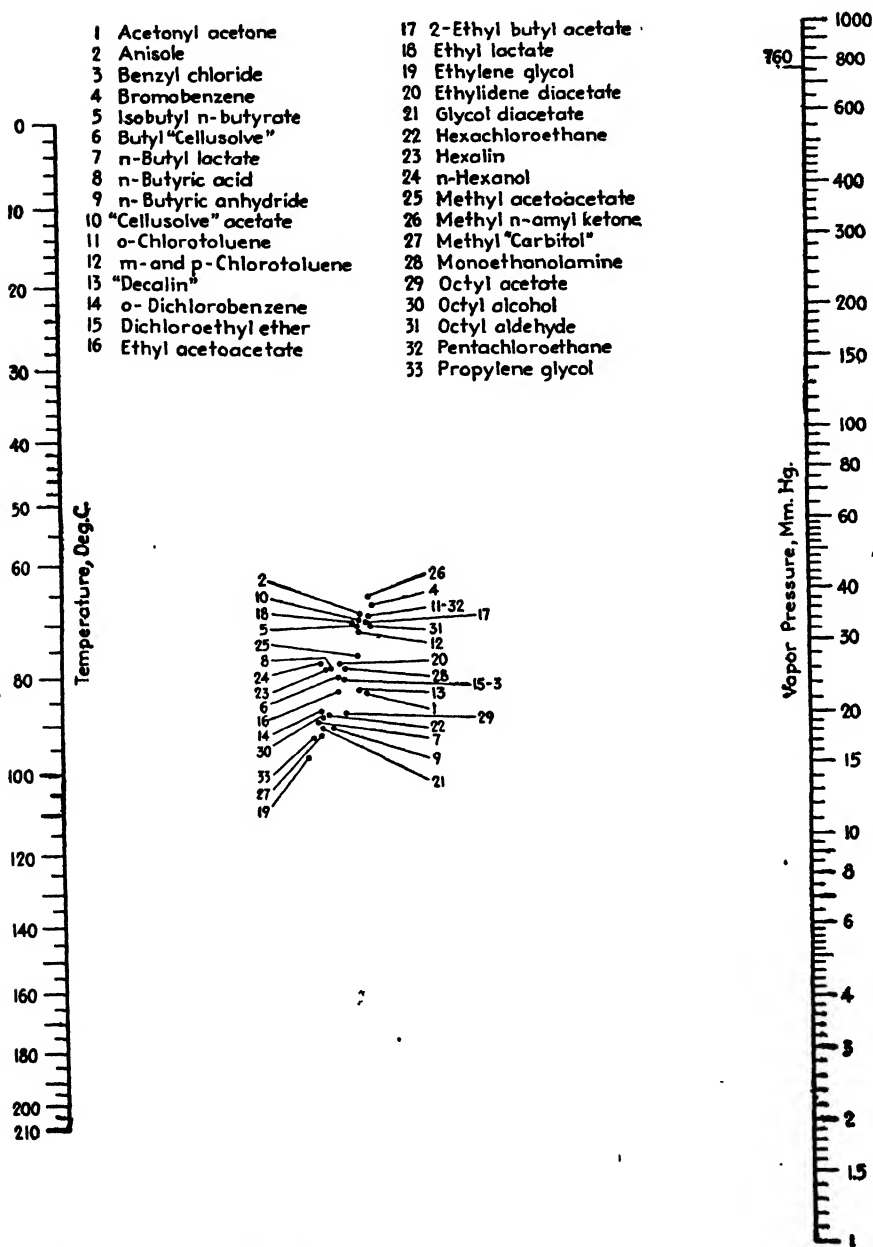 1 Acetonyl acetone
2 Anisole
3 Benzyl chloride
4 Bromobenzene
5 Isobutyl n-butyrate
6 Butyl "Cellusolve"
7 n-Butyl lactate
8 n-Butyric acid
9 n-Butyric anhydride
10 "Cellusolve" acetate
11 o-Chlorotoluene
12 m- and p-Chlorotoluene
13 "Decalin"
14 o-Dichlorobenzene
15 Dichloroethyl ether
16 Ethyl acetoacetate
17 2-Ethyl butyl acetate
18 Ethyl lactate
19 Ethylene glycol
20 Ethylidene diacetate
21 Glycol diacetate
22 Hexachloroethane
23 Hexalin
24 n-Hexanol
25 Methyl acetoacetate
26 Methyl n-amyl ketone
27 Methyl "Carbitol"
28 Monoethanolamine
29 Octyl acetate
30 Octyl alcohol
31 Octyl aldehyde
32 Pentachloroethane
33 Propylene glycol
0
10
20
30
40
50
60
80
100
120
140
160
180
200
210
Temperature, Deg.C.
2
10
18
5
25
8
24
23
6
16
14
30
33
27
19
26
4
11-32
17
31
12
20
28
15-3
13
1
29
22
7
9
21
Vapor Pressure, Mm. Hg.
760
1000
800
600
400
300
200
150
100
80
60
40
30
20
15
10
8
6
4
3
2
1.5
1